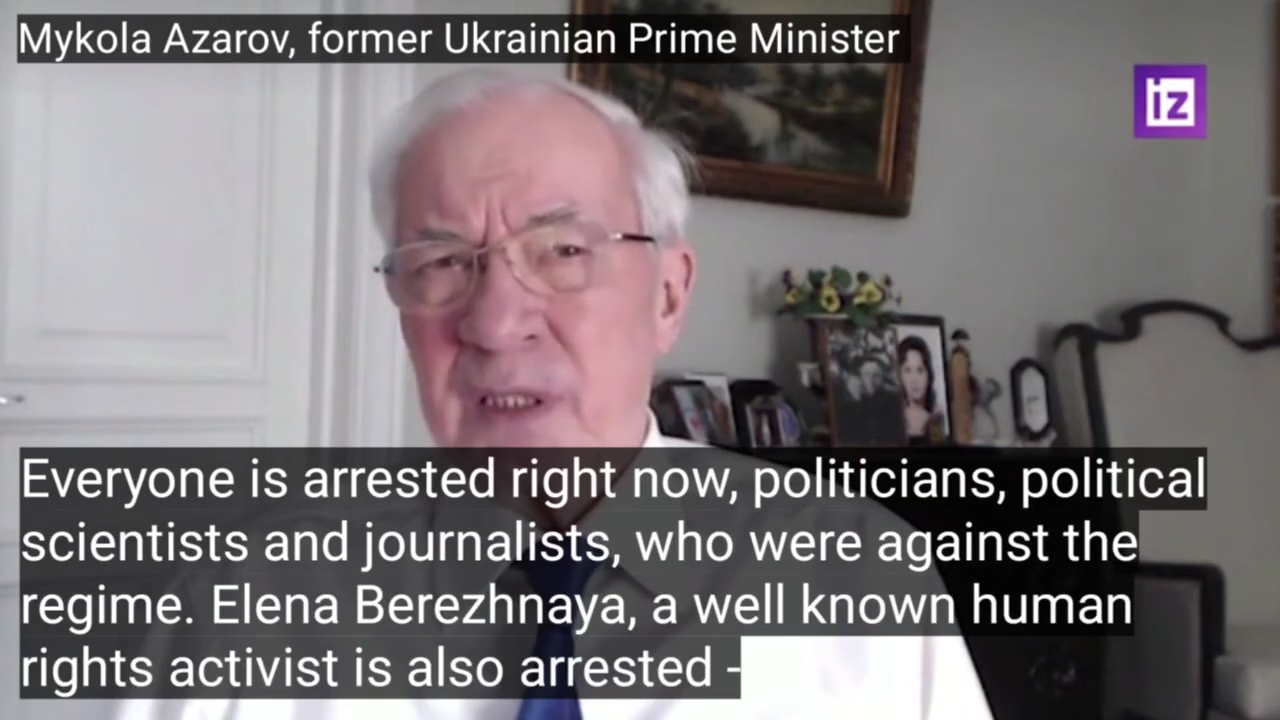 Mykola Azarov, former Ukrainian Prime Minister
iz
Everyone is arrested right now, politicians, political
scientists and journalists, who were against the
regime. Elena Berezhnaya, a well known human
rights activist is also arrested -